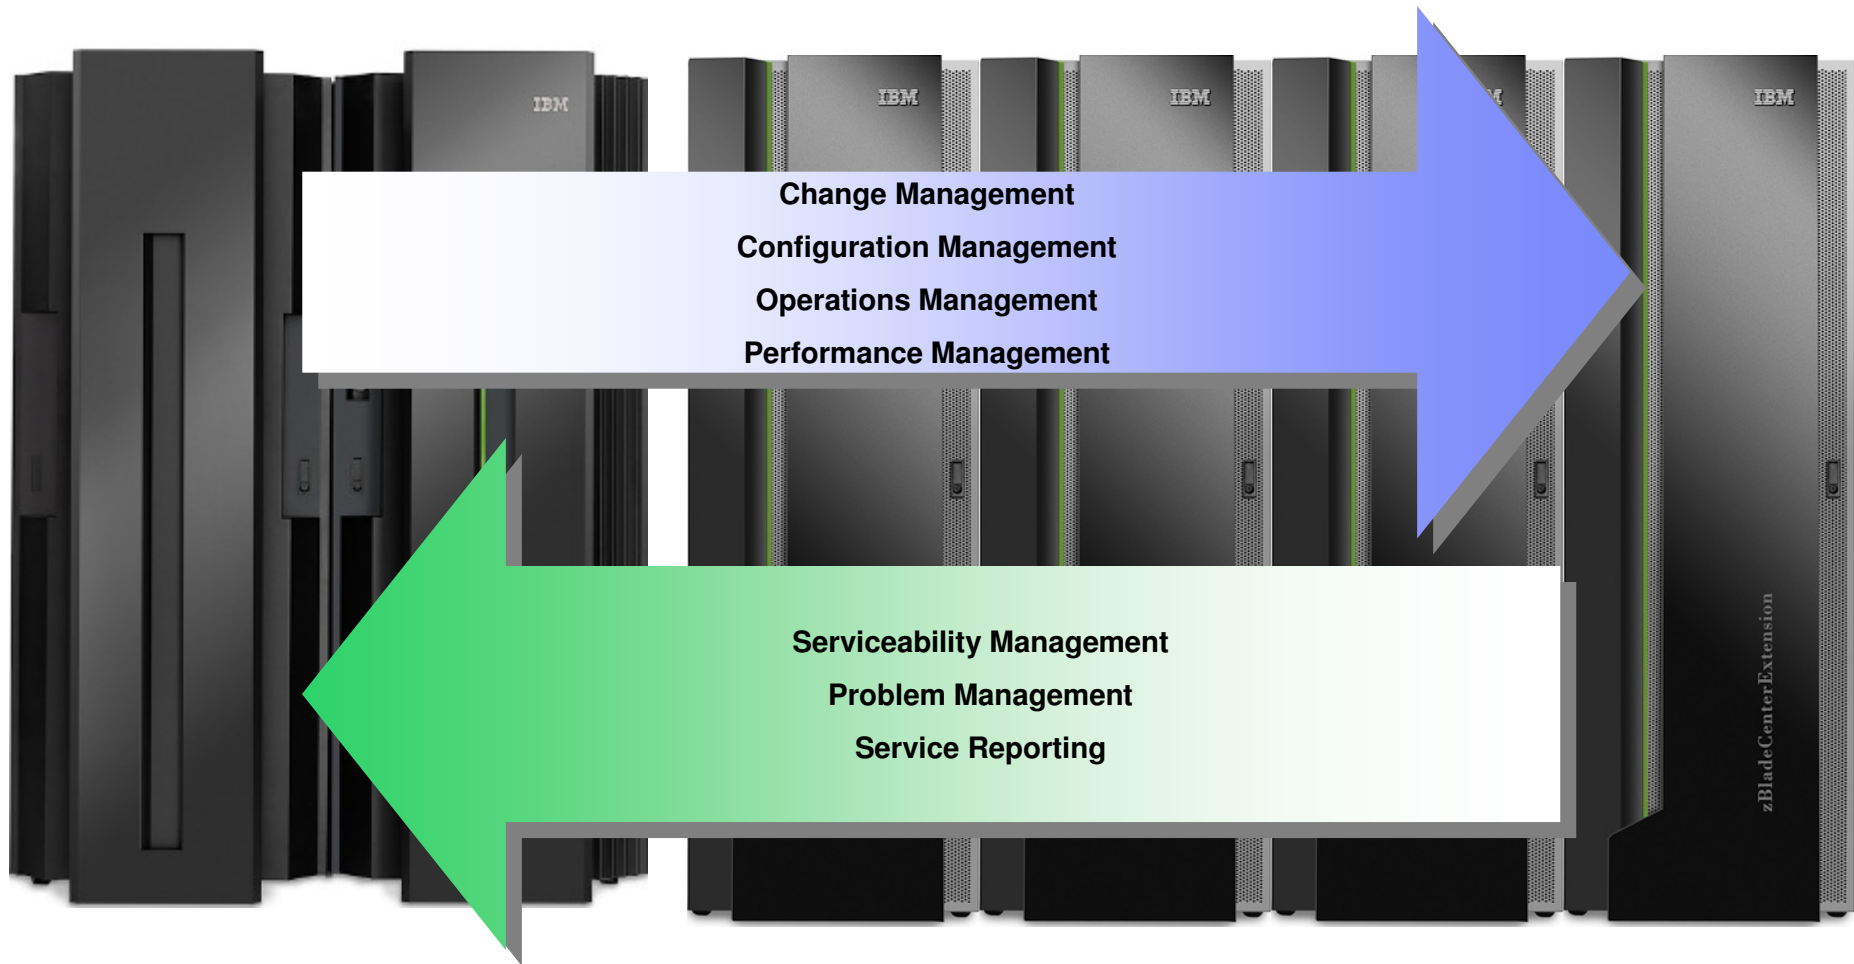 IBM
IBM
IBM
IBM
Change Management
Configuration Management
Operations Management
Performance Management
Serviceability Management
Problem Management
Service Reporting
zBladeCenterExtension